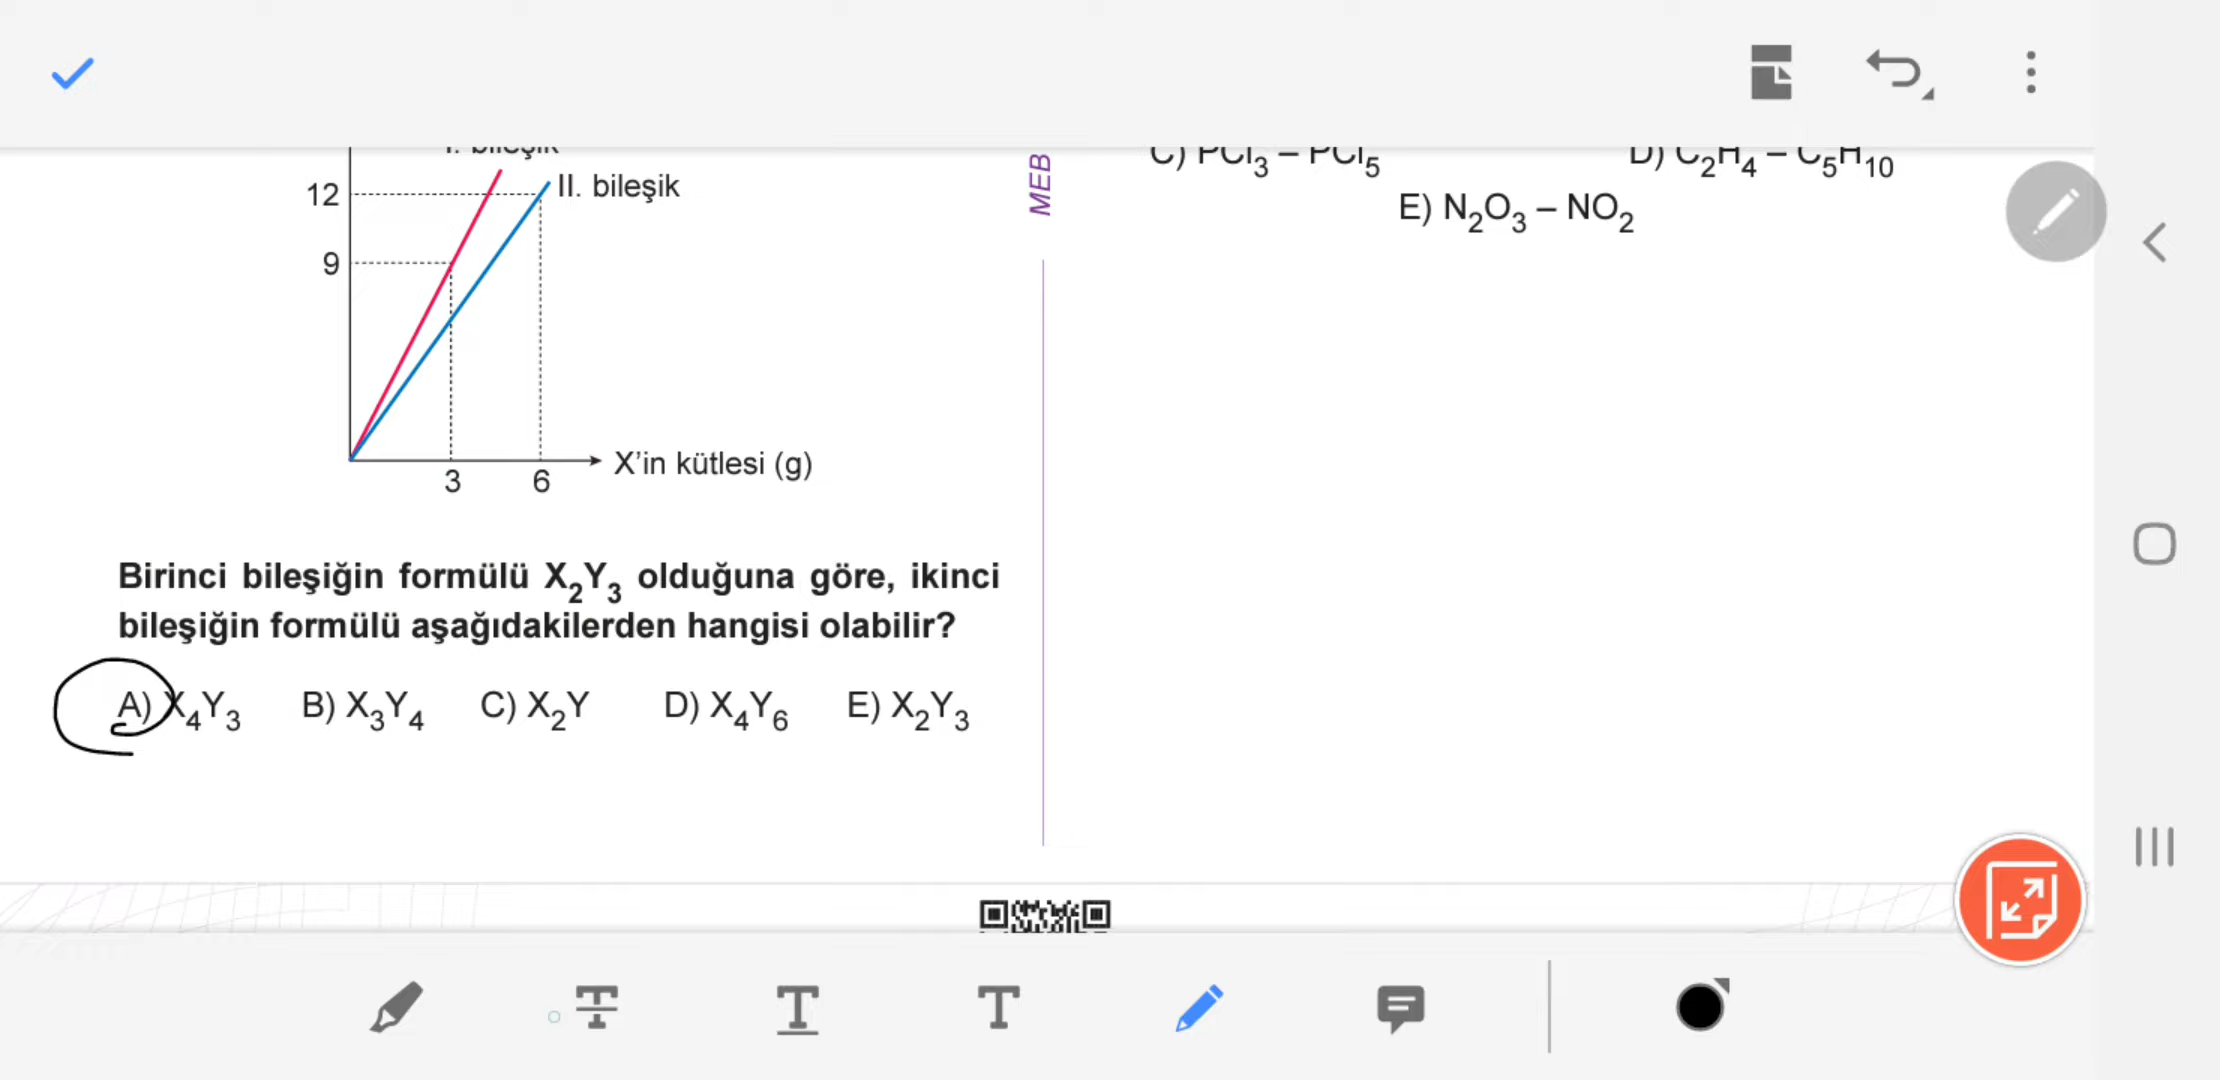 I. bileşik
12
II. bileşik
9
3
6
X'in kütlesi (g)
Birinci bileşiğin formülü X₂Y₃ olduğuna göre, ikinci
bileşiğin formülü aşağıdakilerden hangisi olabilir?
A) X₄Y₃ B) X₃Y₄ C) X₂Y D) X₄Y₆ E) X₂Y₃
MEB
C) PCl₃ – PCl₅ D) C₂H₄ – C₅H₁₀
E) N₂O₃ – NO₂